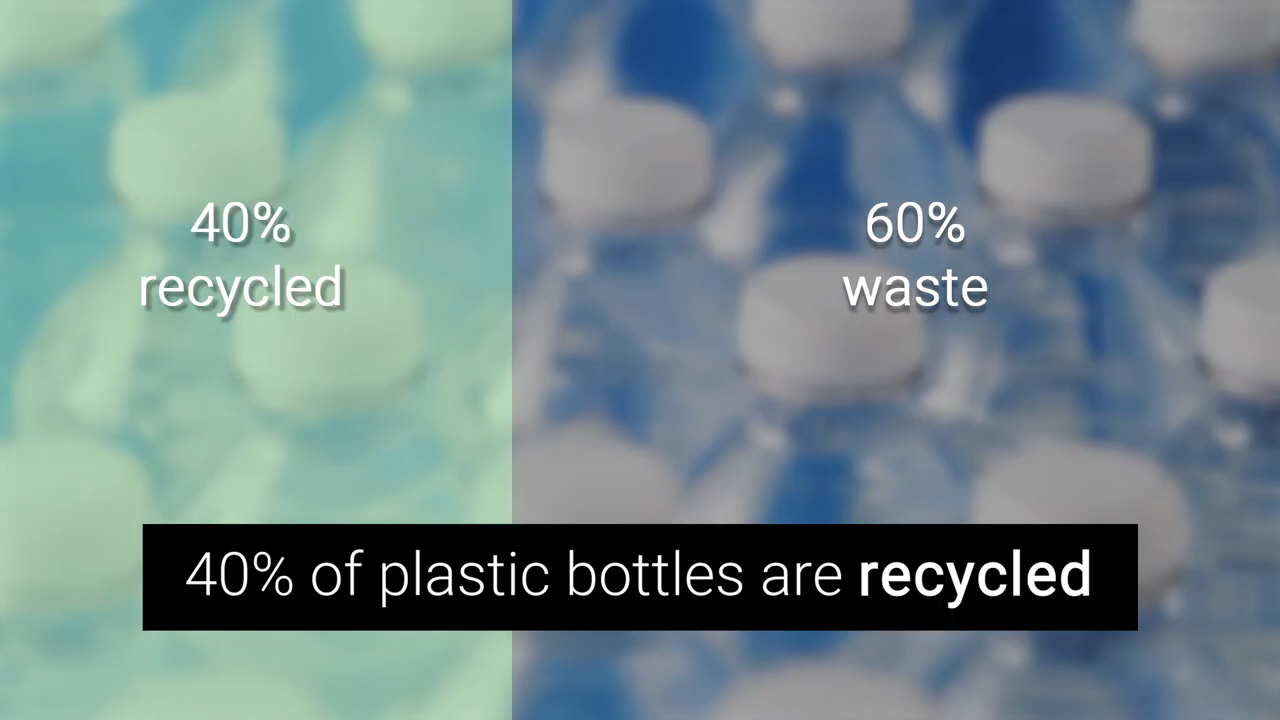 40%
recycled
60%
waste
40% of plastic bottles are recycled